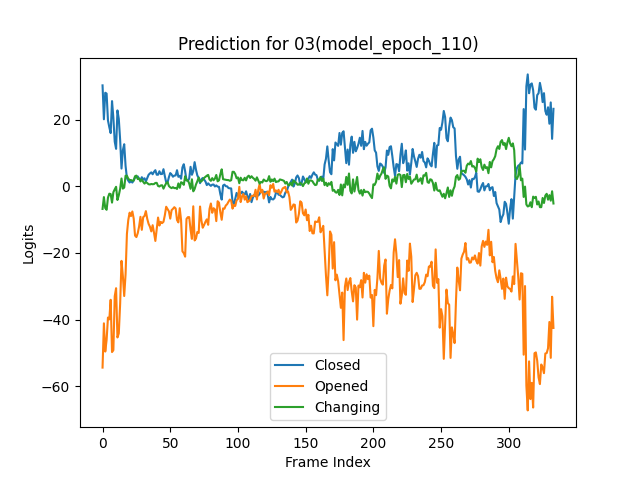 Prediction for 03(model_epoch_110)
Logits
20
0
−20
−40
−60
Closed
Opened
Changing
0 50 100 150 200 250 300
Frame Index